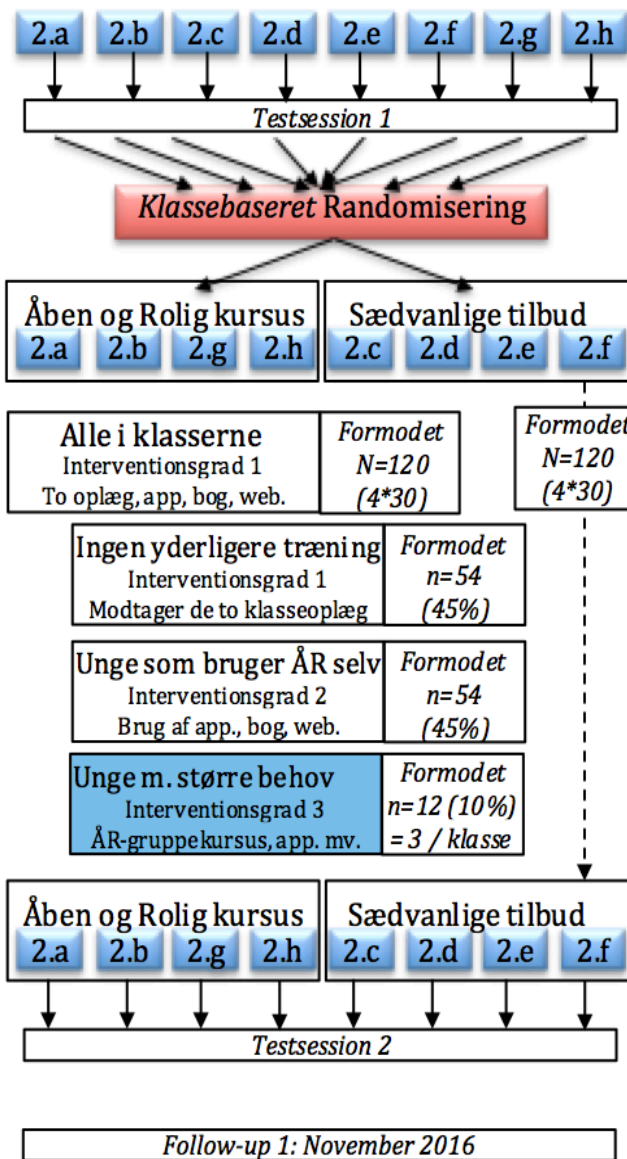 2.a 2.b 2.c 2.d 2.e 2.f 2.g 2.h
Testsession 1
Klassebaseret Randomisering
Åben og Rolig kursus
2.a 2.b 2.g 2.h
Sædvanlige tilbud
2.c 2.d 2.e 2.f
Alle i klasserne
Interventionsgrad 1
To oplæg, app, bog, web.
Formodet
N=120
(4*30)
Formodet
N=120
(4*30)
Ingen yderligere træning
Interventionsgrad 1
Modtager de to klasseoplæg
Formodet
n=54
(45%)
Unge som bruger ÅR selv
Interventionsgrad 2
Brug af app., bog, web.
Formodet
n=54
(45%)
Unge m. større behov
Interventionsgrad 3
ÅR-gruppekursus, app. mv.
Formodet
n=12 (10%)
= 3 / klasse
Åben og Rolig kursus
2.a 2.b 2.g 2.h
Sædvanlige tilbud
2.c 2.d 2.e 2.f
Testsession 2
Follow-up 1: November 2016